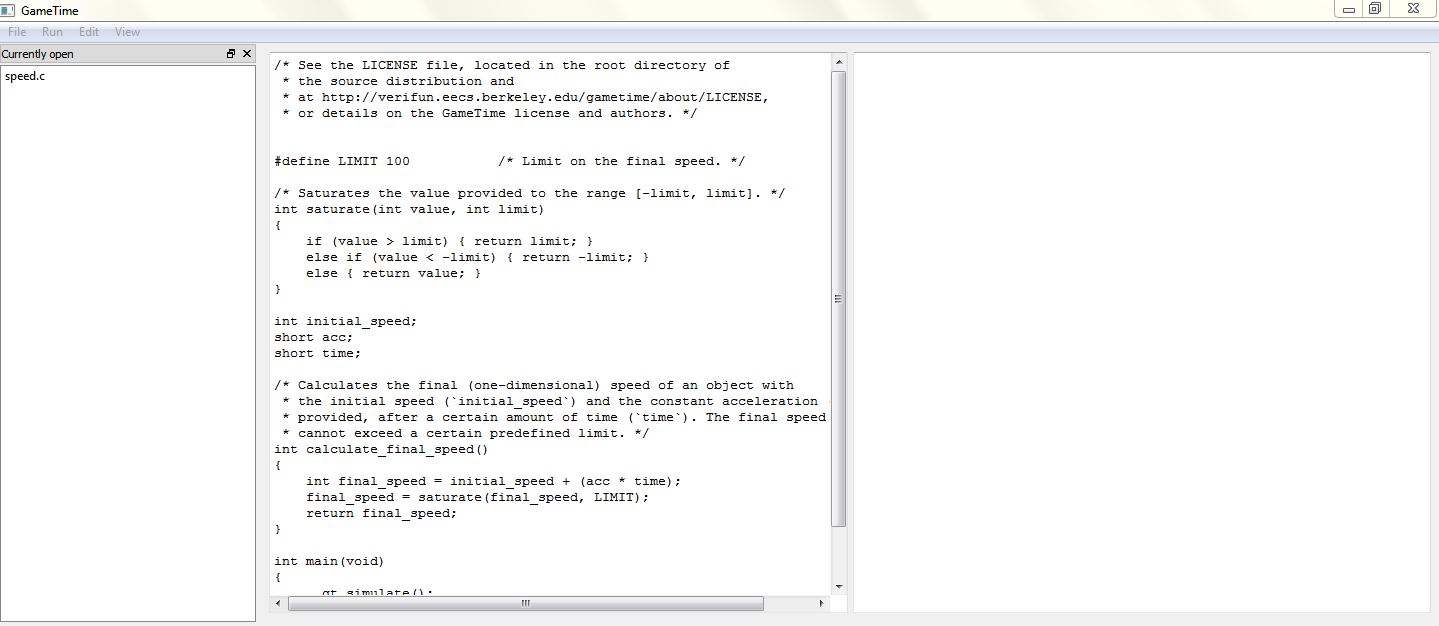 GameTime
File Run Edit View
Currently open
speed.c
/* See the LICENSE file, located in the root directory of
 * the source distribution and
 * at http://verifun.eecs.berkeley.edu/gametime/about/LICENSE,
 * or details on the GameTime license and authors. */
#define LIMIT 100           /* Limit on the final speed. */
/* Saturates the value provided to the range [-limit, limit]. */
int saturate(int value, int limit)
{
    if (value > limit) { return limit; }
    else if (value < -limit) { return -limit; }
    else { return value; }
}
int initial_speed;
short acc;
short time;
/* Calculates the final (one-dimensional) speed of an object with
 * the initial speed (`initial_speed`) and the constant acceleration
 * provided, after a certain amount of time (`time`). The final speed
 * cannot exceed a certain predefined limit. */
int calculate_final_speed()
{
    int final_speed = initial_speed + (acc * time);
    final_speed = saturate(final_speed, LIMIT);
    return final_speed;
}
int main(void)
{
      gt_simulate();